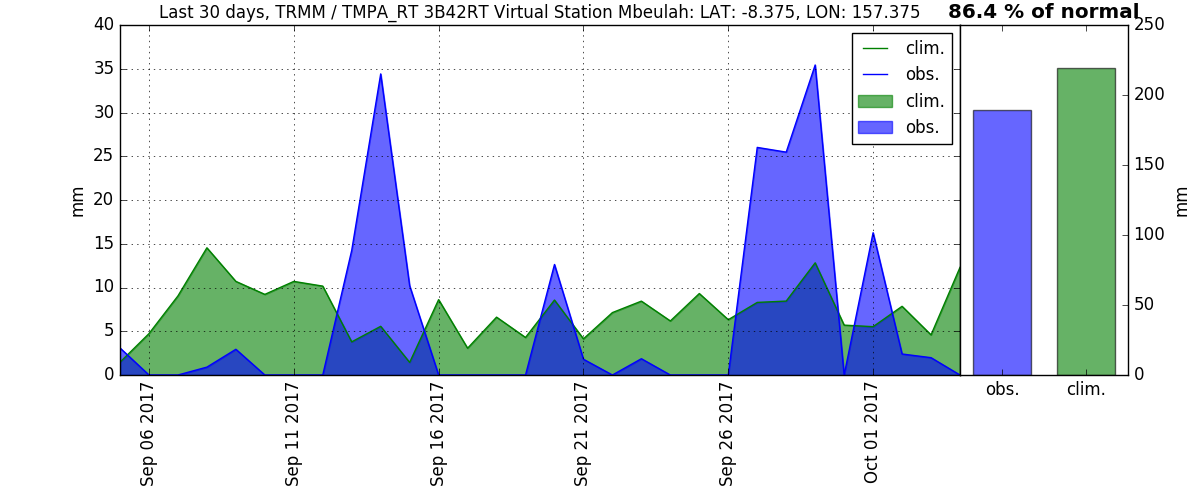 Last 30 days, TRMM / TMPA_RT 3B42RT Virtual Station Mbeulah: LAT: -8.375, LON: 157.375
86.4 % of normal
40
35
30
25
20
15
10
5
0
mm
clim.
obs.
clim.
obs.
Sep 06 2017
Sep 11 2017
Sep 16 2017
Sep 21 2017
Sep 26 2017
Oct 01 2017
250
200
150
100
50
0
mm
obs.
clim.